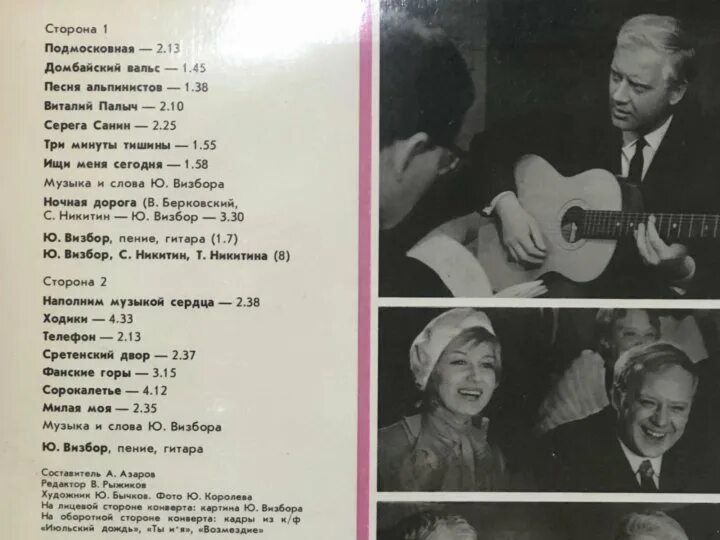 Сторона 1
Подмосковная — 2.13
Домбайский вальс — 1.45
Песня альпинистов — 1.38
Виталий Палыч — 2.10
Серега Санин — 2.25
Три минуты тишины — 1.55
Ищи меня сегодня — 1.58
Музыка и слова Ю. Визбора
Ночная дорога (В. Берковский,
С. Никитин — Ю. Визбор — 3.30
Ю. Визбор, пение, гитара (1.7)
Ю. Визбор, С. Никитин, Т. Никитина (8)
Сторона 2
Наполним музыкой сердца — 2.38
Ходики — 4.33
Телефон — 2.13
Сретенский двор — 2.37
Фанские горы — 3.15
Сорокалетье — 4.12
Милая моя — 2.35
Музыка и слова Ю. Визбора
Ю. Визбор, пение, гитара
Составитель А. Азаров
Редактор В. Рыжиков
Художник Ю. Бычков. Фото Ю. Королева
На лицевой стороне конверта: картина Ю. Визбора
На оборотной стороне конверта: кадры из к/ф
«Июльский дождь», «Ты и я», «Возмездие»